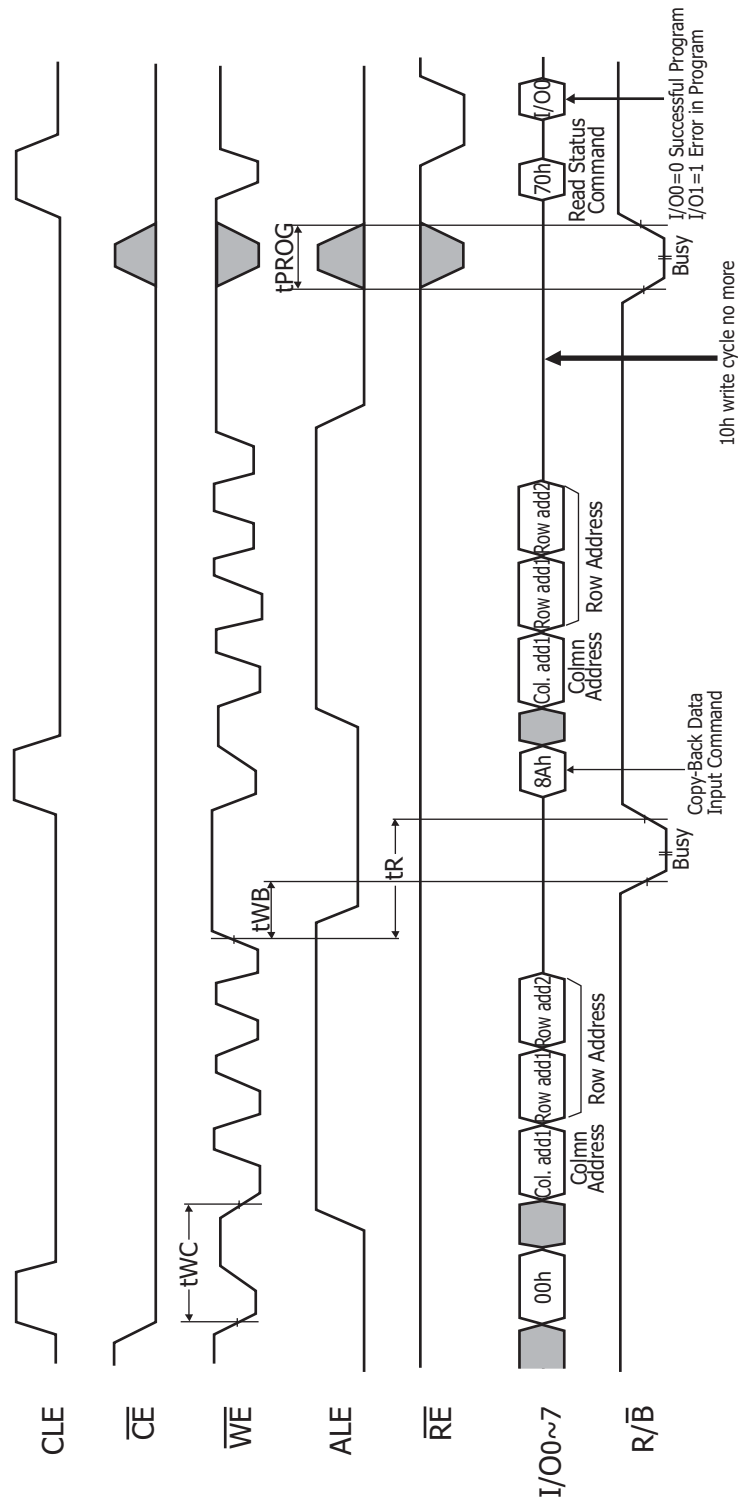 CLE
CE
WE
tWC
tWB
tPROG
ALE
tR
RE
I/O0~7
00h
Col. add1
Row add1
Row add2
8Ah
Col. add1
Row add1
Row add2
70h
I/O0
Colmn
Address
Row Address
Colmn
Address
Row Address
Read Status
Command
R/B
Busy
Busy
Copy-Back Data
Input Command
10h write cycle no more
I/O0=0 Successful Program
I/O1=1 Error in Program